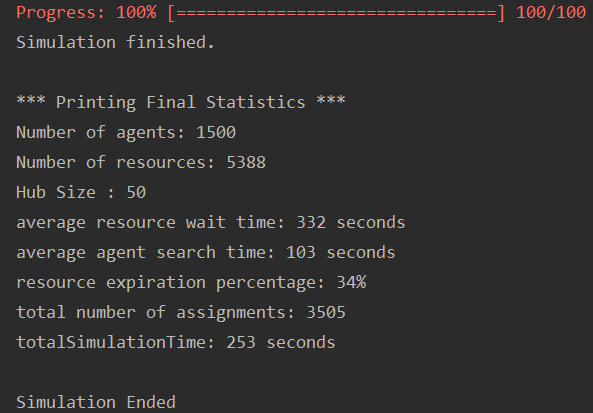 Progress: 100% [================================] 100/100
Simulation finished.
*** Printing Final Statistics ***
Number of agents: 1500
Number of resources: 5388
Hub Size : 50
average resource wait time: 332 seconds
average agent search time: 103 seconds
resource expiration percentage: 34%
total number of assignments: 3505
totalSimulationTime: 253 seconds
Simulation Ended